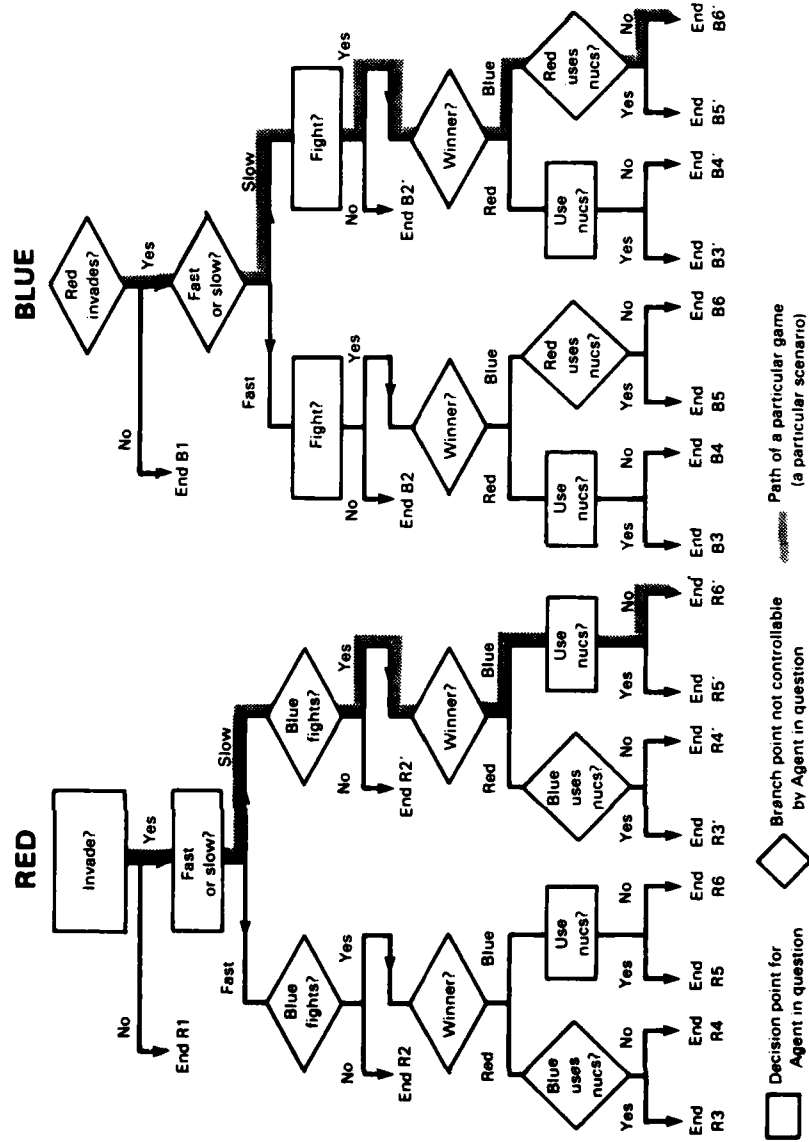 RED
Invade?
No
Yes
End R1
Fast
or slow?
Fast
Slow
Blue
fights?
Blue
fights?
No
Yes
No
Yes
End R2
End R2'
Winner?
Winner?
Red
Blue
Red
Blue
Blue
uses
nucs?
Use
nucs?
Blue
uses
nucs?
Use
nucs?
Yes
No
Yes
No
Yes
No
Yes
No
End
R3
End
R4
End
R5
End
R6
End
R3'
End
R4'
End
R5'
End
R6'
BLUE
Red
invades?
No
Yes
End B1
Fast
or slow?
Fast
Slow
Fight?
Fight?
No
Yes
No
Yes
End B2
End B2'
Winner?
Winner?
Red
Blue
Red
Blue
Use
nucs?
Red
uses nucs?
Use
nucs?
Red
uses nucs?
Yes
No
Yes
No
Yes
No
Yes
No
End
B3
End
B4
End
B5
End
B6
End
B3'
End
B4'
End
B5'
End
B6'
Decision point for
Agent in question
Branch point not controllable
by Agent in question
Path of a particular game
(a particular scenario)